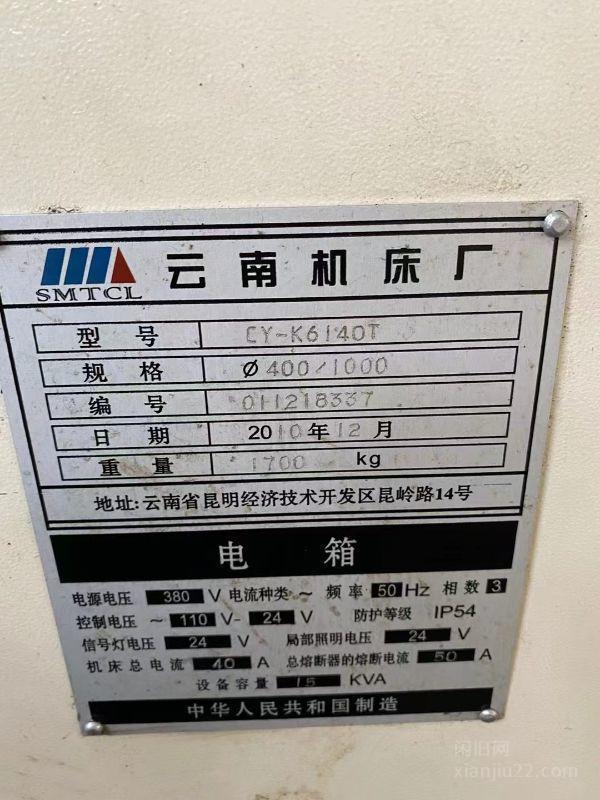 SMTCL 云南机床厂
型号 CY-K6140T
规格 Ø400/1000
编号 011218337
日期 2010年12月
重量 1700 kg
地址:云南省昆明经济技术开发区昆岭路14号
电箱
电源电压 380 V 电流种类 ~ 频率 50 Hz 相数 3
控制电压 ~ 110 V- 24 V 防护等级 IP54
信号灯电压 24 V 局部照明电压 24 V
机床总电流 40 A 总熔断器的熔断电流 50 A
设备容量 15 KVA
中华人民共和国制造
闲旧网
xianjiu22.com